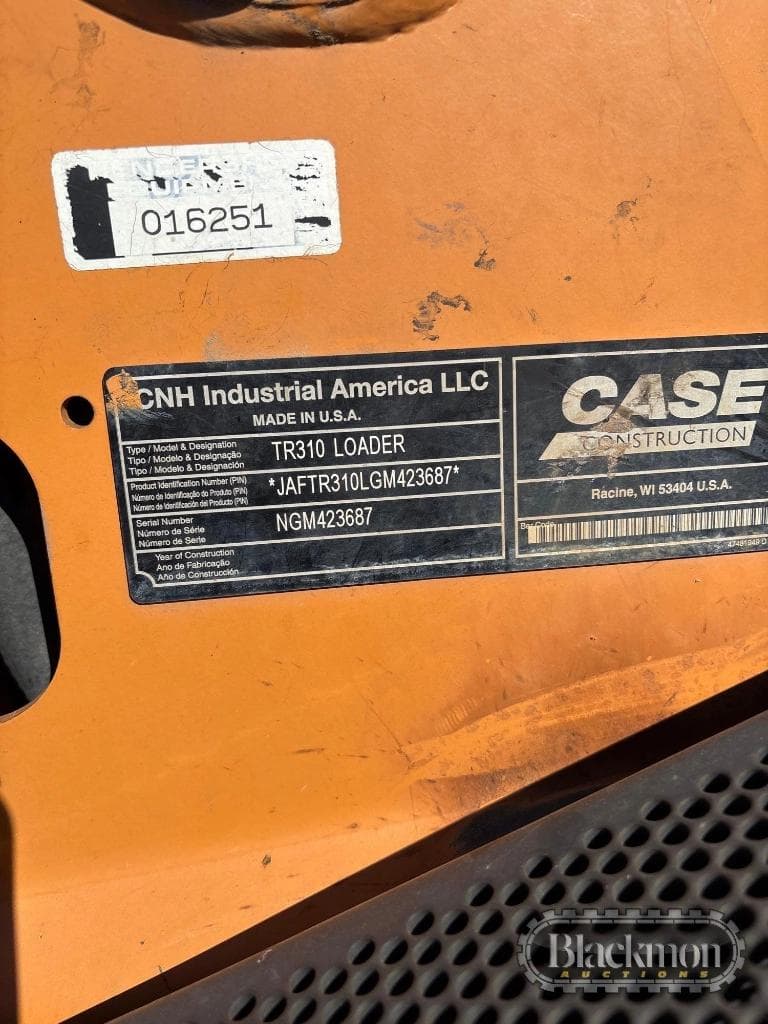 016251
CNH Industrial America LLC
MADE IN U.S.A.
Type / Model & Designation
Tipo / Modelo & Designação
Tipo / Modelo & Designación
TR310 LOADER
Product Identification Number (PIN)
Número de Identificação do Produto (PIN)
Número de Identificación del Producto (PIN)
*JAFTR310LGM423687*
Serial Number
Número de Série
Número de Serie
NGM423687
Year of Construction
Ano de Fabricação
Año de Construcción
CASE
CONSTRUCTION
Racine, WI 53404 U.S.A.
Bar Code
47491949 D
Blackmon
AUCTIONS